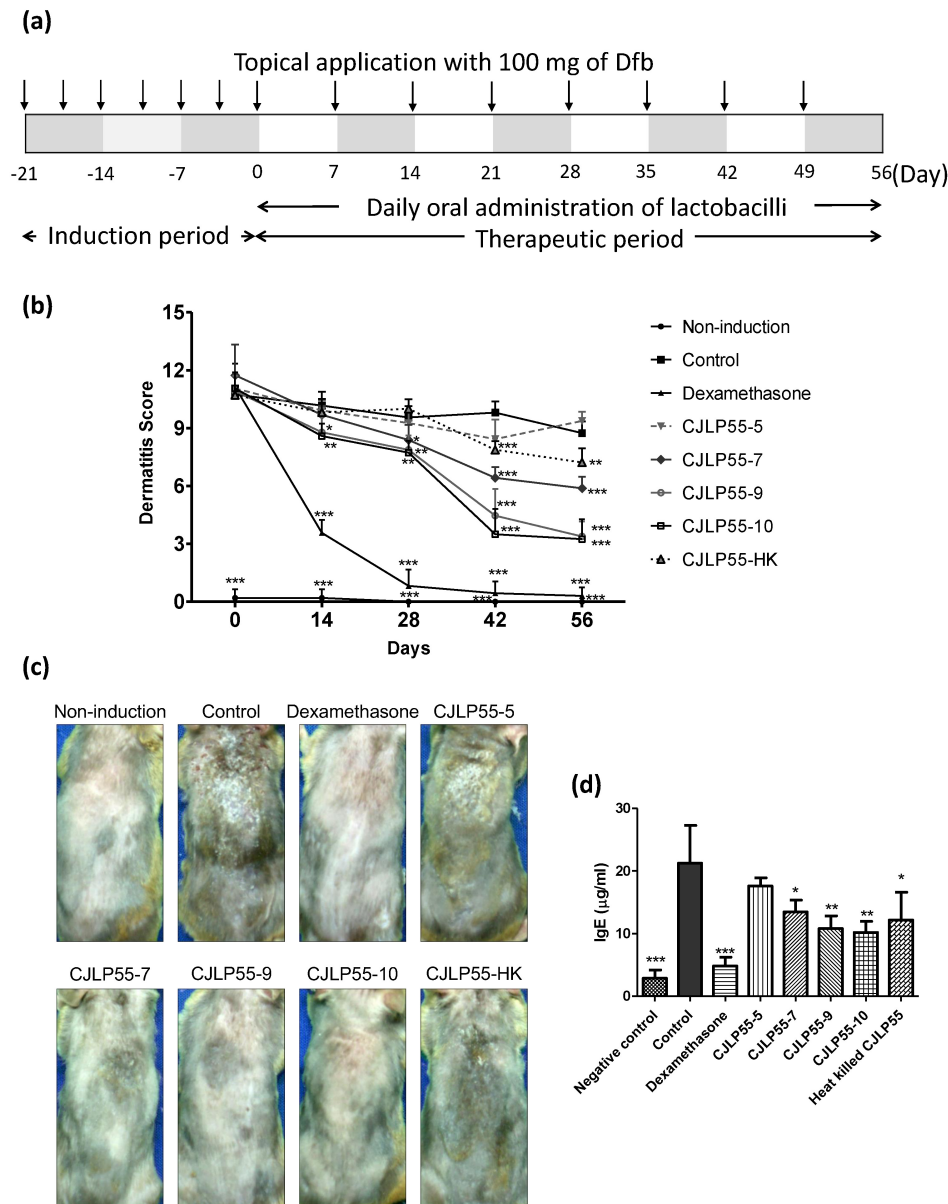 (a)
Topical application with 100 mg of Dfb
-21 -14 -7 0 7 14 21 28 35 42 49 56 (Day)
Daily oral administration of lactobacilli
Induction period Therapeutic period
(b)
Dermatitis Score
15
12
9
6
3
0
* *
** ** **
*** *** **
*** *** ***
*** ***
*** *** *** *** ***
*** *** *** *** ***
0 14 28 42 56
Days
Non-induction
Control
Dexamethasone
CJLP55-5
CJLP55-7
CJLP55-9
CJLP55-10
CJLP55-HK
(c)
Non-induction Control Dexamethasone CJLP55-5
CJLP55-7 CJLP55-9 CJLP55-10 CJLP55-HK
(d)
IgE (μg/ml)
30
20
10
0
*** *** * ** ** *
Negative control
Control
Dexamethasone
CJLP55-5
CJLP55-7
CJLP55-9
CJLP55-10
Heat killed CJLP55